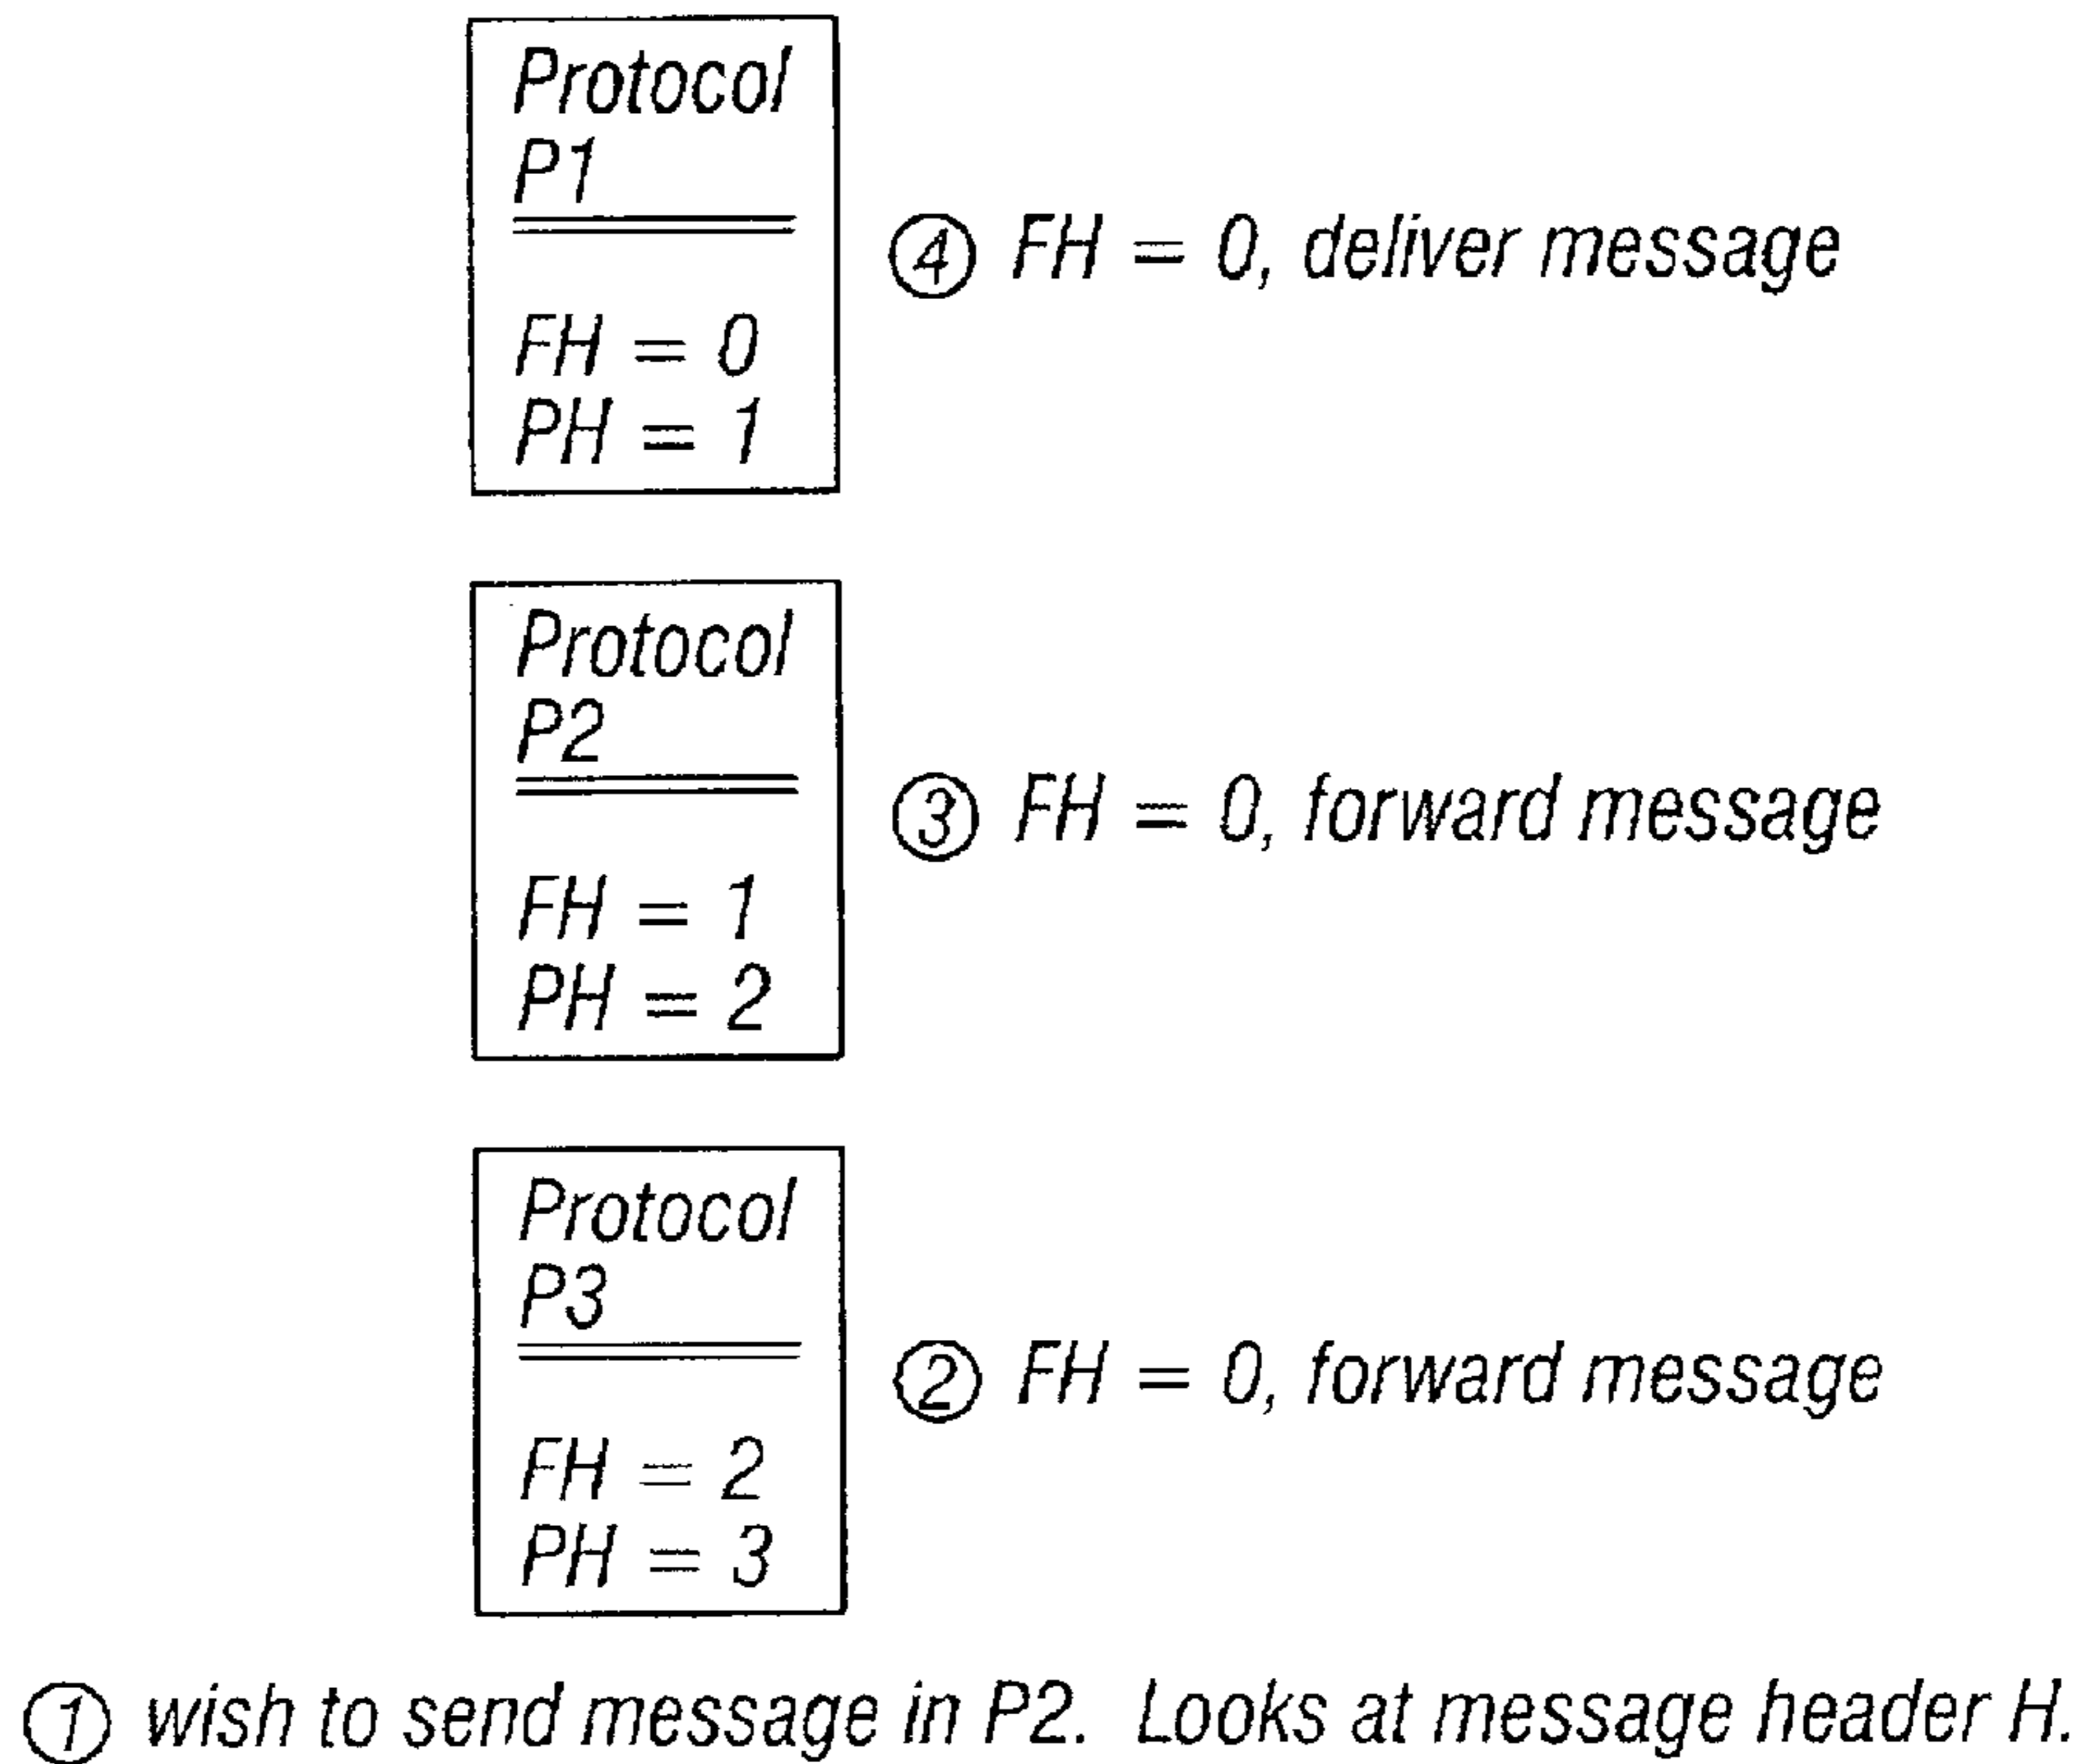 Protocol
P1
FH = 0
PH = 1
④ FH = 0, deliver message
Protocol
P2
FH = 1
PH = 2
③ FH = 0, forward message
Protocol
P3
FH = 2
PH = 3
② FH = 0, forward message
① wish to send message in P2. Looks at message header H.